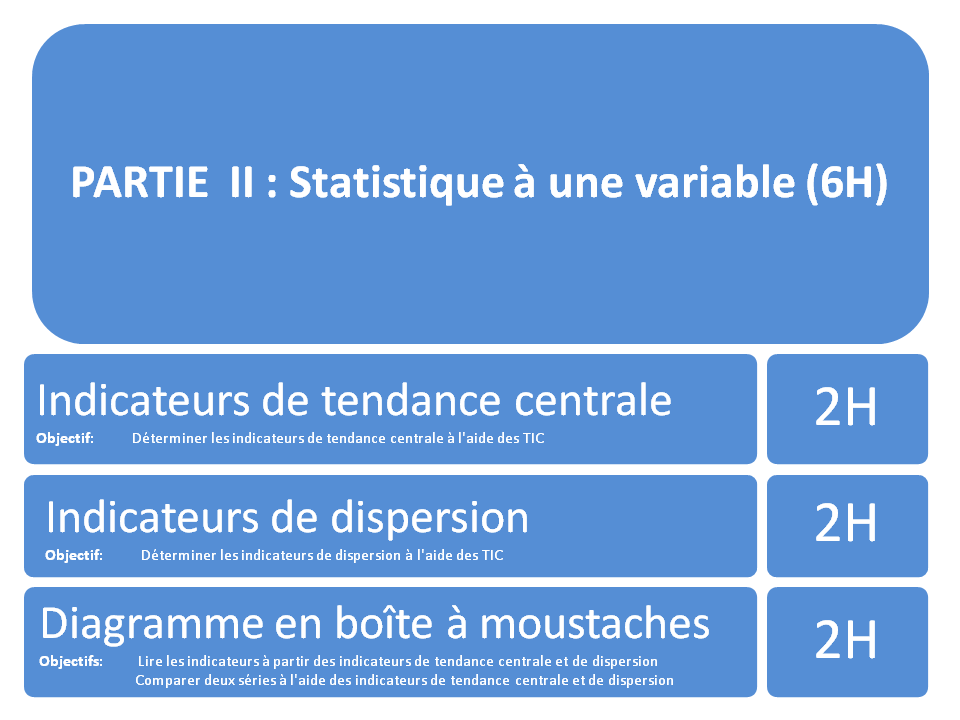 PARTIE II : Statistique à une variable (6H)
Indicateurs de tendance centrale
Objectif: Déterminer les indicateurs de tendance centrale à l'aide des TIC
2H
Indicateurs de dispersion
Objectif: Déterminer les indicateurs de dispersion à l'aide des TIC
2H
Diagramme en boîte à moustaches
Objectifs: Lire les indicateurs à partir des indicateurs de tendance centrale et de dispersion
Comparer deux séries à l'aide des indicateurs de tendance centrale et de dispersion
2H